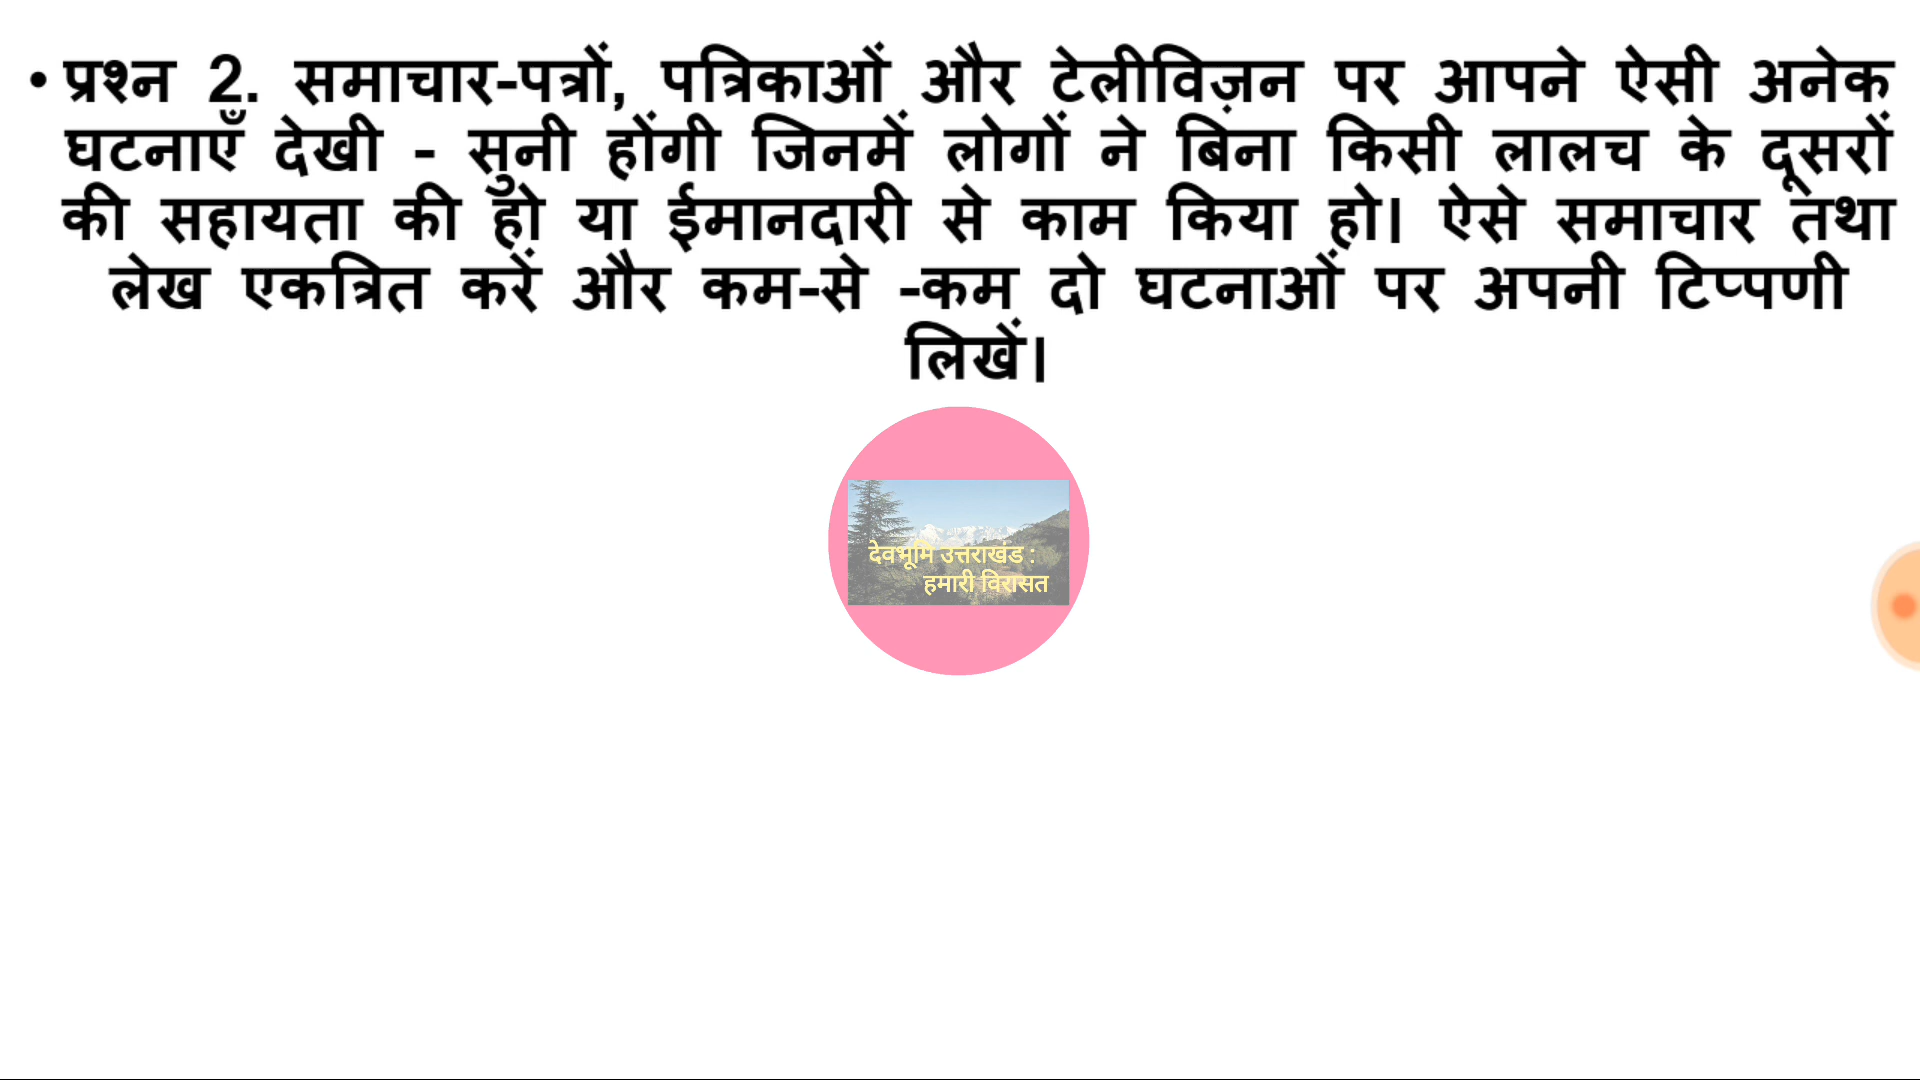 • प्रश्न 2. समाचार-पत्रों, पत्रिकाओं और टेलीविज़न पर आपने ऐसी अनेक
घटनाएँ देखी - सुनी होंगी जिनमें लोगों ने बिना किसी लालच के दूसरों
की सहायता की हो या ईमानदारी से काम किया हो। ऐसे समाचार तथा
लेख एकत्रित करें और कम-से -कम दो घटनाओं पर अपनी टिप्पणी
लिखें।
देवभूमि उत्तराखंड :
हमारी विरासत